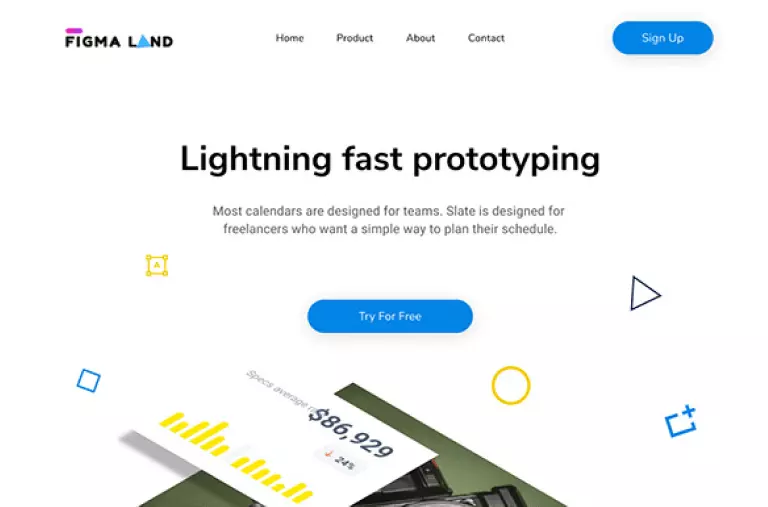 FIGMA LAND
Home
Product
About
Contact
Sign Up
Lightning fast prototyping
Most calendars are designed for teams. Slate is designed for
freelancers who want a simple way to plan their schedule.
A
Try For Free
Specs average
$86,929
24%